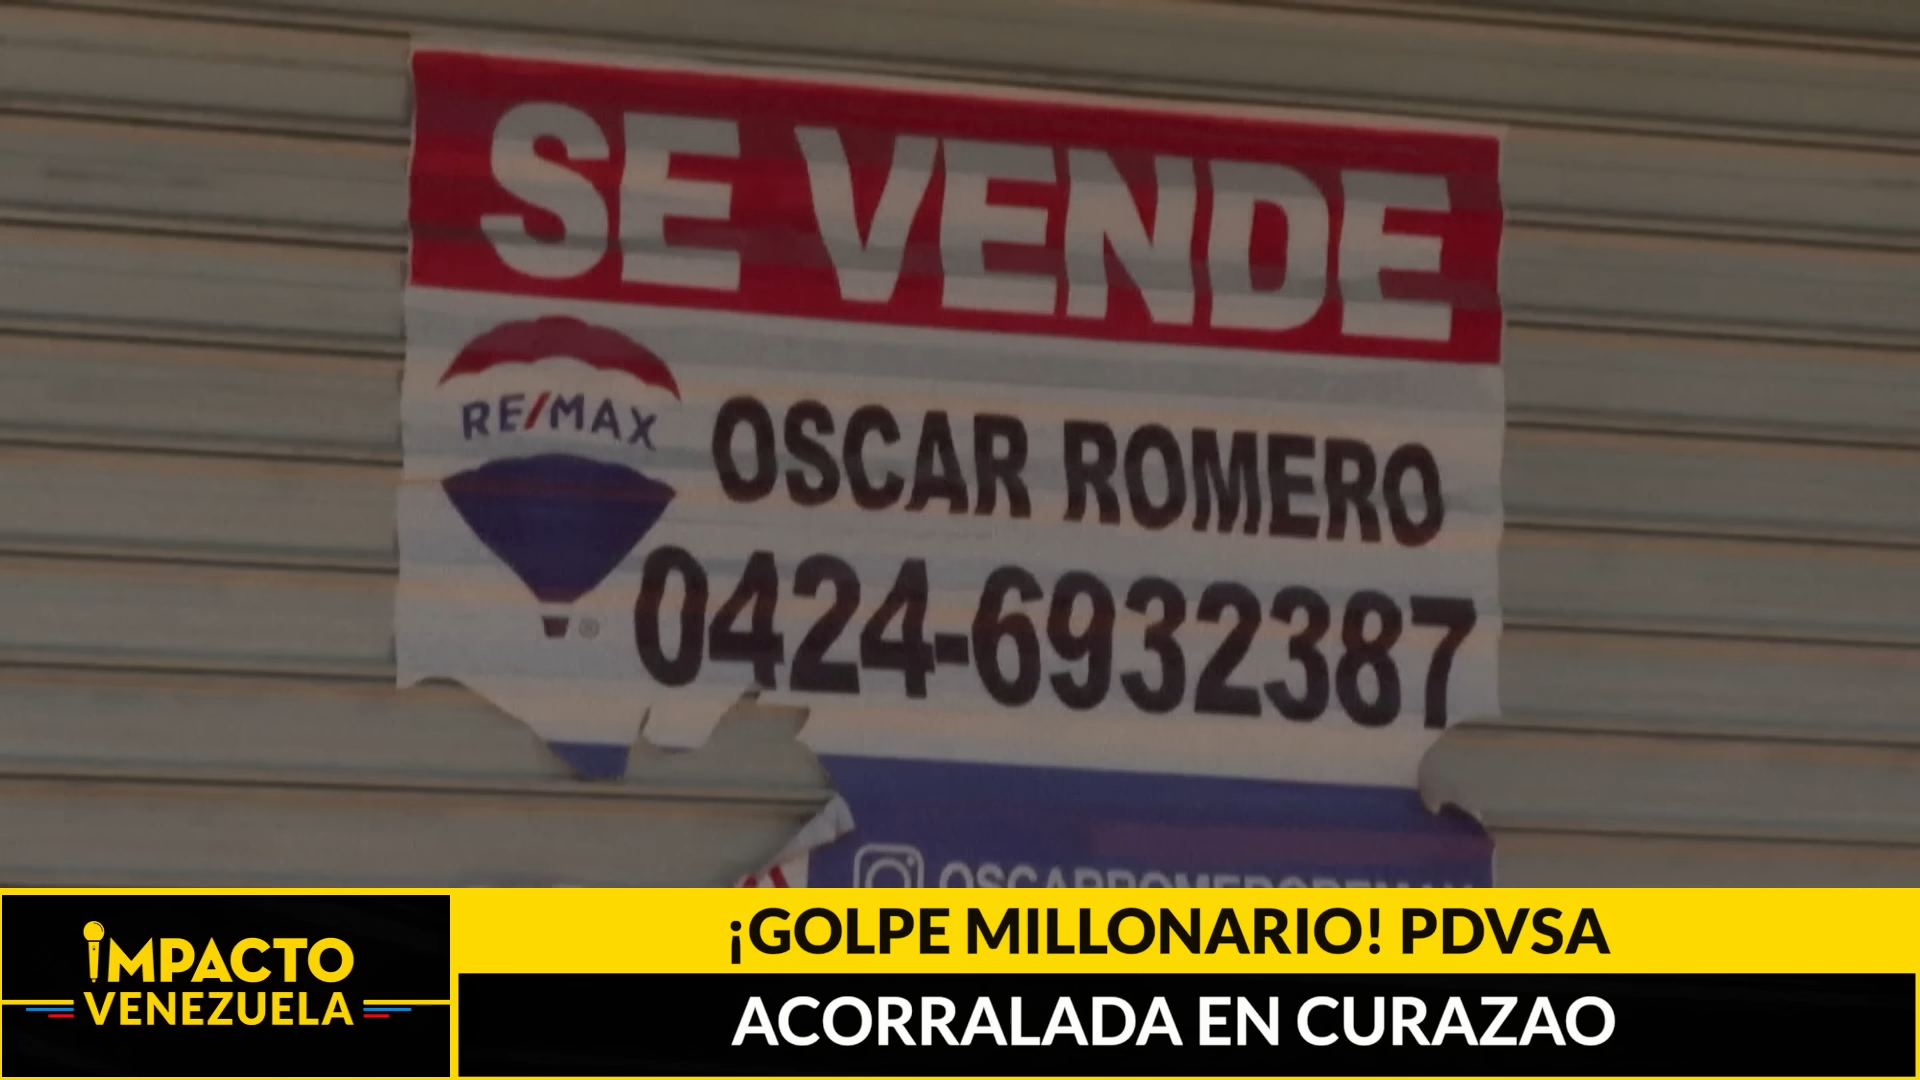 SE VENDE
RE/MAX
OSCAR ROMERO
0424-6932387
¡GOLPE MILLONARIO! PDVSA
ACORRALADA EN CURAZAO
IMPACTO
VENEZUELA